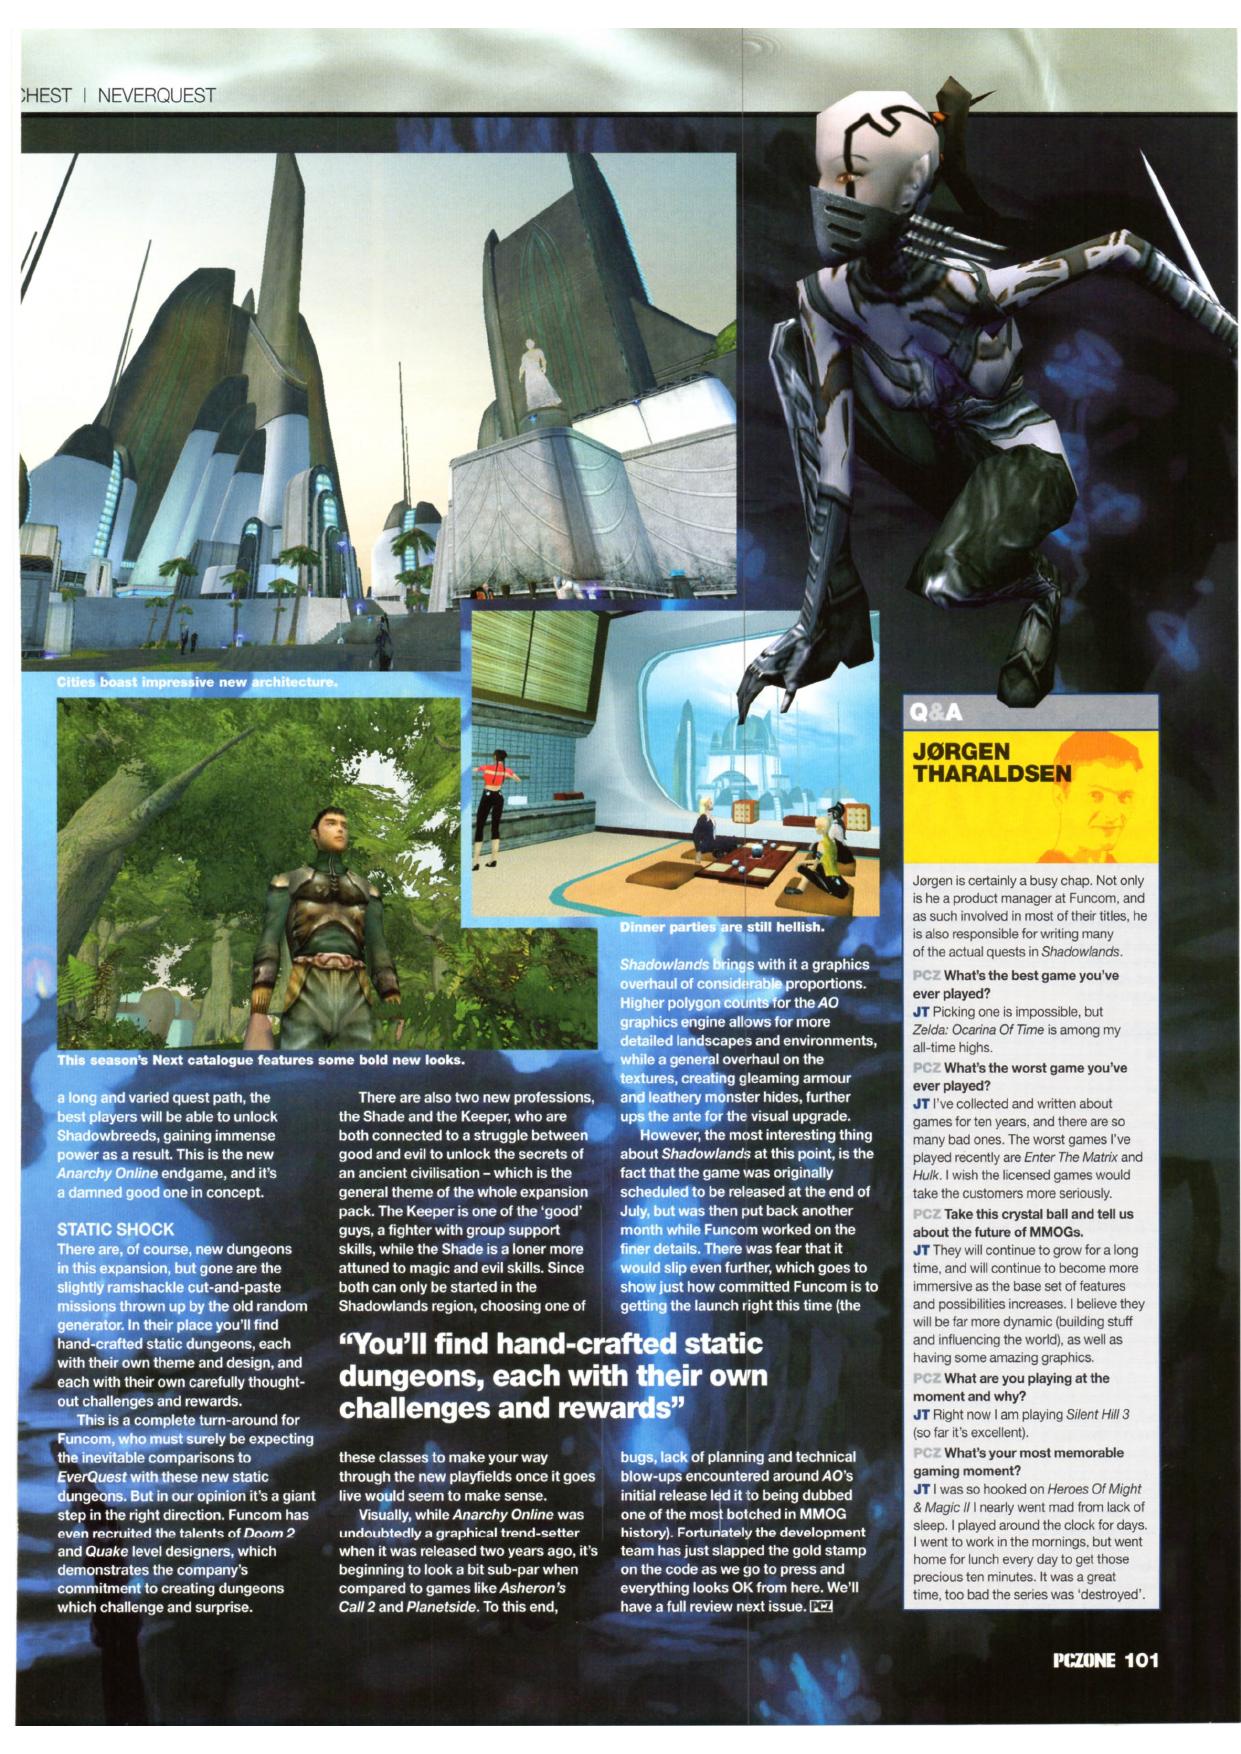 CHEST | NEVERQUEST
Cities boast impressive new architecture.
Dinner parties are still hellish.
This season's Next catalogue features some bold new looks.
a long and varied quest path, the
best players will be able to unlock
Shadowbreeds, gaining immense
power as a result. This is the new
Anarchy Online endgame, and it's
a damned good one in concept.
STATIC SHOCK
There are, of course, new dungeons
in this expansion, but gone are the
slightly ramshackle cut-and-paste
missions thrown up by the old random
generator. In their place you'll find
hand-crafted static dungeons, each
with their own theme and design, and
each with their own carefully thought-
out challenges and rewards.
This is a complete turn-around for
Funcom, who must surely be expecting
the inevitable comparisons to
EverQuest with these new static
dungeons. But in our opinion it's a giant
step in the right direction. Funcom has
even recruited the talents of Doom 2
and Quake level designers, which
demonstrates the company's
commitment to creating dungeons
which challenge and surprise.
There are also two new professions,
the Shade and the Keeper, who are
both connected to a struggle between
good and evil to unlock the secrets of
an ancient civilisation – which is the
general theme of the whole expansion
pack. The Keeper is one of the 'good'
guys, a fighter with group support
skills, while the Shade is a loner more
attuned to magic and evil skills. Since
both can only be started in the
Shadowlands region, choosing one of
"You'll find hand-crafted static
dungeons, each with their own
challenges and rewards"
these classes to make your way
through the new playfields once it goes
live would seem to make sense.
Visually, while Anarchy Online was
undoubtedly a graphical trend-setter
when it was released two years ago, it's
beginning to look a bit sub-par when
compared to games like Asheron's
Call 2 and Planetside. To this end,
Shadowlands brings with it a graphics
overhaul of considerable proportions.
Higher polygon counts for the AO
graphics engine allows for more
detailed landscapes and environments,
while a general overhaul on the
textures, creating gleaming armour
and leathery monster hides, further
ups the ante for the visual upgrade.
However, the most interesting thing
about Shadowlands at this point, is the
fact that the game was originally
scheduled to be released at the end of
July, but was then put back another
month while Funcom worked on the
finer details. There was fear that it
would slip even further, which goes to
show just how committed Funcom is to
getting the launch right this time (the
bugs, lack of planning and technical
blow-ups encountered around AO's
initial release led it to being dubbed
one of the most botched in MMOG
history). Fortunately the development
team has just slapped the gold stamp
on the code as we go to press and
everything looks OK from here. We'll
have a full review next issue. PCZ
Q&A
JØRGEN
THARALDSEN
Jørgen is certainly a busy chap. Not only
is he a product manager at Funcom, and
as such involved in most of their titles, he
is also responsible for writing many
of the actual quests in Shadowlands.
PCZ What's the best game you've
ever played?
JT Picking one is impossible, but
Zelda: Ocarina Of Time is among my
all-time highs.
PCZ What's the worst game you've
ever played?
JT I've collected and written about
games for ten years, and there are so
many bad ones. The worst games I've
played recently are Enter The Matrix and
Hulk. I wish the licensed games would
take the customers more seriously.
PCZ Take this crystal ball and tell us
about the future of MMOGs.
JT They will continue to grow for a long
time, and will continue to become more
immersive as the base set of features
and possibilities increases. I believe they
will be far more dynamic (building stuff
and influencing the world), as well as
having some amazing graphics.
PCZ What are you playing at the
moment and why?
JT Right now I am playing Silent Hill 3
(so far it's excellent).
PCZ What's your most memorable
gaming moment?
JT I was so hooked on Heroes Of Might
& Magic II I nearly went mad from lack of
sleep. I played around the clock for days.
I went to work in the mornings, but went
home for lunch every day to get those
precious ten minutes. It was a great
time, too bad the series was 'destroyed'.
PCZONE 101